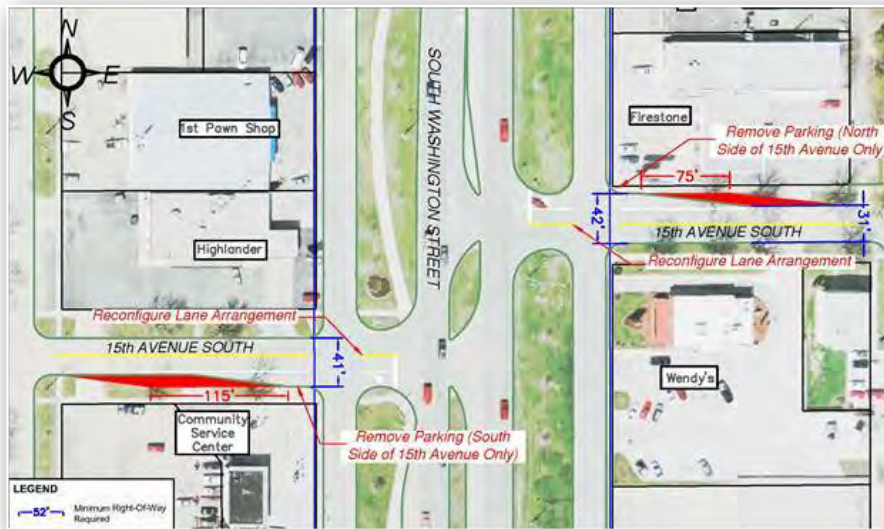 N
W
E
S
1st Pawn Shop
SOUTH WASHINGTON STREET
Firestone
Remove Parking (North
Side of 15th Avenue Only
75'
42'
31'
15th AVENUE SOUTH
Reconfigure Lane Arrangement
Highlander
Reconfigure Lane Arrangement
15th AVENUE SOUTH
41'
115'
Wendy's
Community
Service
Center
Remove Parking (South
Side of 15th Avenue Only)
LEGEND
52'
Minimum Right-Of-Way
Required